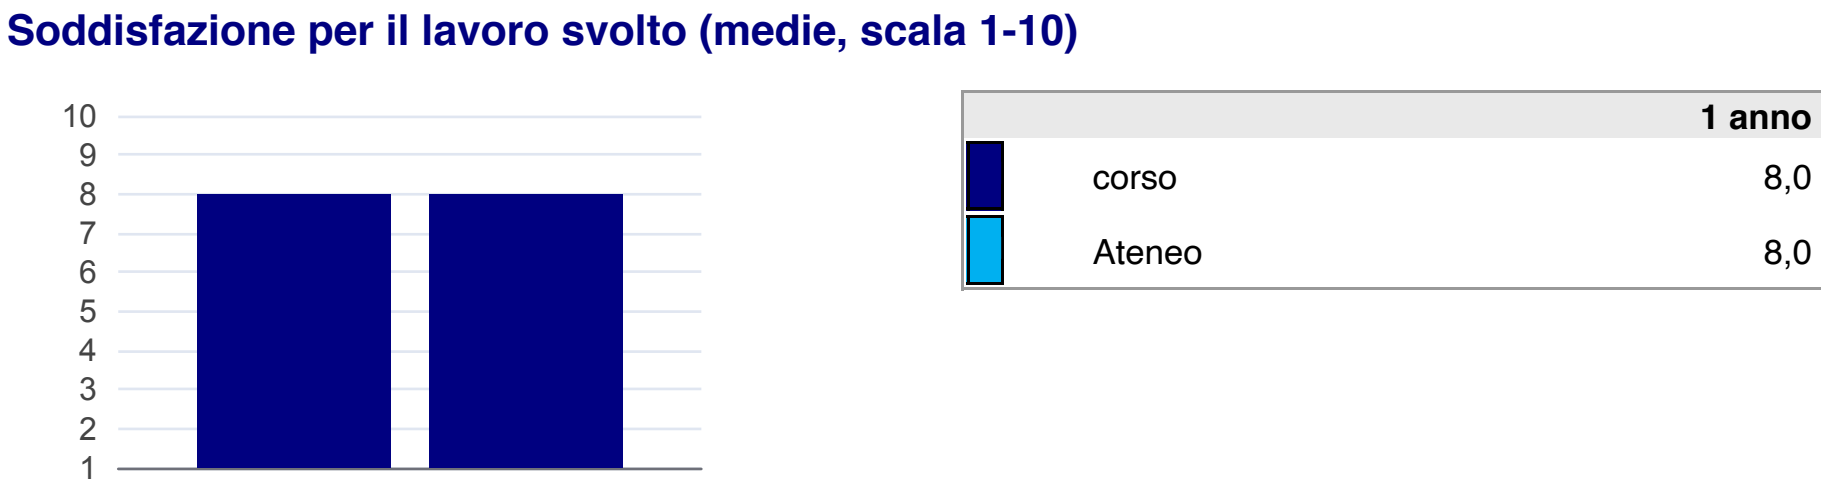 Soddisfazione per il lavoro svolto (medie, scala 1-10)
10
9
8
7
6
5
4
3
2
1
1 anno
corso 8,0
Ateneo 8,0